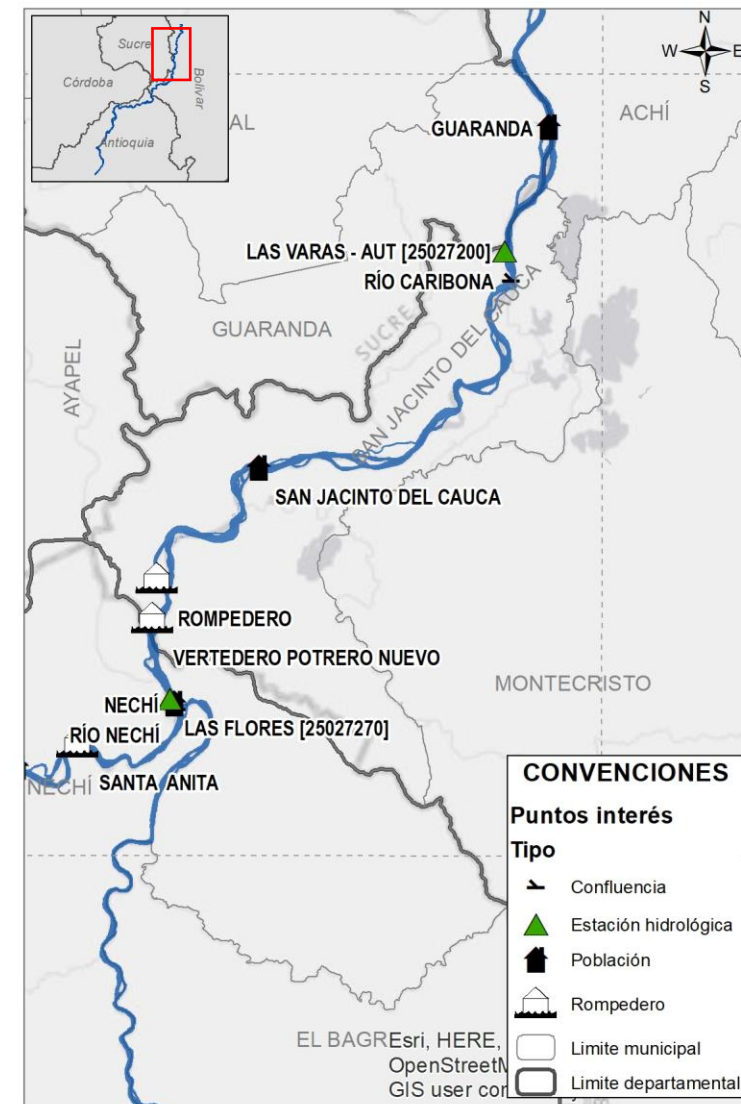 Sucre
Córdoba
Bolívar
Antioquia
N
W
E
S
AL
ACHÍ
GUARANDA
LAS VARAS - AUT [25027200]
RÍO CARIBONA
GUARANDA
SUCRE
SAN JACINTO DEL CAUCA
AYAPEL
SAN JACINTO DEL CAUCA
ROMPEDERO
VERTEDERO POTRERO NUEVO
MONTECRISTO
NECHÍ
LAS FLORES [25027270]
RÍO NECHÍ
NECHÍ
SANTA ANITA
CONVENCIONES
Puntos interés
Tipo
Confluencia
Estación hidrológica
Población
Rompedero
Limite municipal
Limite departamental
EL BAGRE
Esri, HERE,
OpenStreetM
GIS user cor